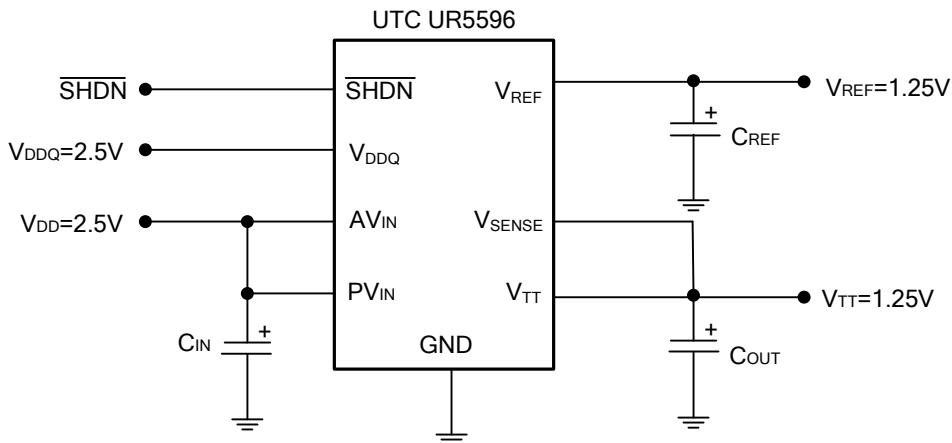 UTC UR5596
SHDN
SHDN
VREF
VREF=1.25V
CREF
VDDQ=2.5V
VDDQ
VDD=2.5V
AVIN
VSENSE
PVIN
VTT
VTT=1.25V
CIN
GND
COUT
+
+
+